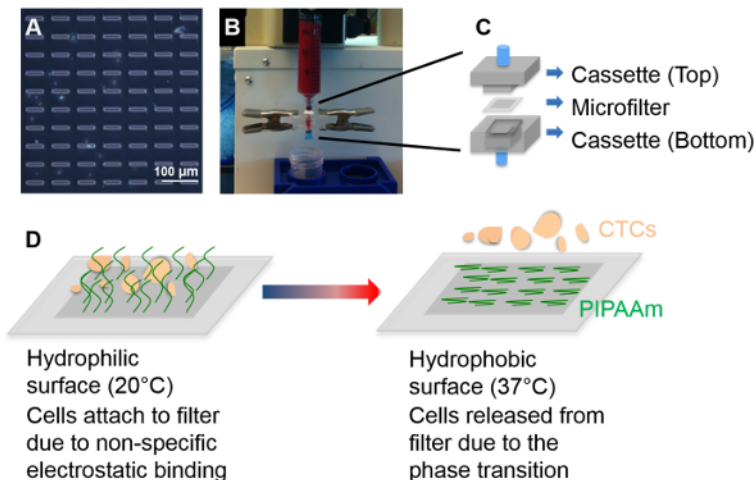 A
B
C
Cassette (Top)
Microfilter
Cassette (Bottom)
100 µm
D
CTCs
PIPAAm
Hydrophilic
surface (20°C)
Cells attach to filter
due to non-specific
electrostatic binding
Hydrophobic
surface (37°C)
Cells released from
filter due to the
phase transition